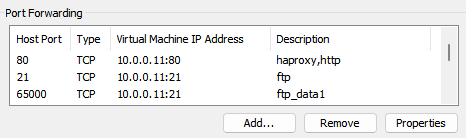 Port Forwarding
Host Port Type Virtual Machine IP Address Description
80 TCP 10.0.0.11:80 haproxy,http
21 TCP 10.0.0.11:21 ftp
65000 TCP 10.0.0.11:21 ftp_data1
Add... Remove Properties